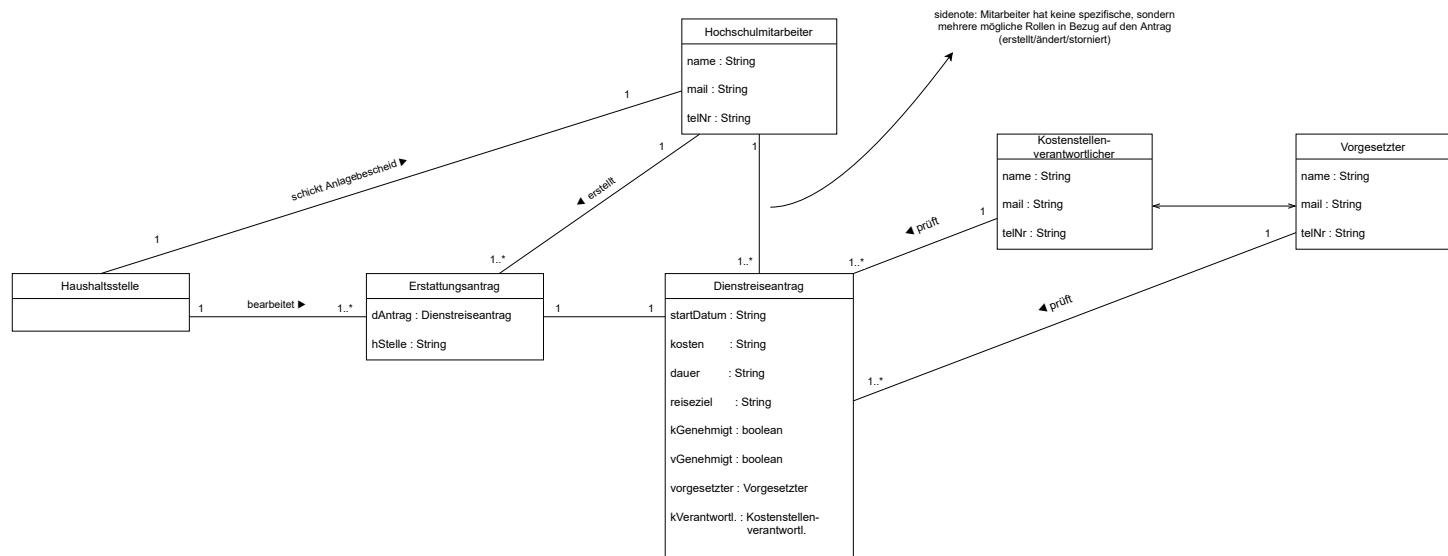 sidenote: Mitarbeiter hat keine spezifische, sondern
mehrere mögliche Rollen in Bezug auf den Antrag
(erstellt/ändert/storniert)
Hochschulmitarbeiter
name : String
mail : String
telNr : String
1
1
1
schickt Anlagebescheid ►
◄ erstellt
1
1..*
1..*
Kostenstellen-
verantwortlicher
name : String
mail : String
telNr : String
Vorgesetzter
name : String
mail : String
telNr : String
1
◄ prüft
1..*
1
◄ prüft
1..*
Haushaltsstelle
1
bearbeitet ►
1..*
Erstattungsantrag
dAntrag : Dienstreiseantrag
hStelle : String
1
1
Dienstreiseantrag
startDatum : String
kosten : String
dauer : String
reiseziel : String
kGenehmigt : boolean
vGenehmigt : boolean
vorgesetzter : Vorgesetzter
kVerantwortl. : Kostenstellen-
verantwortl.